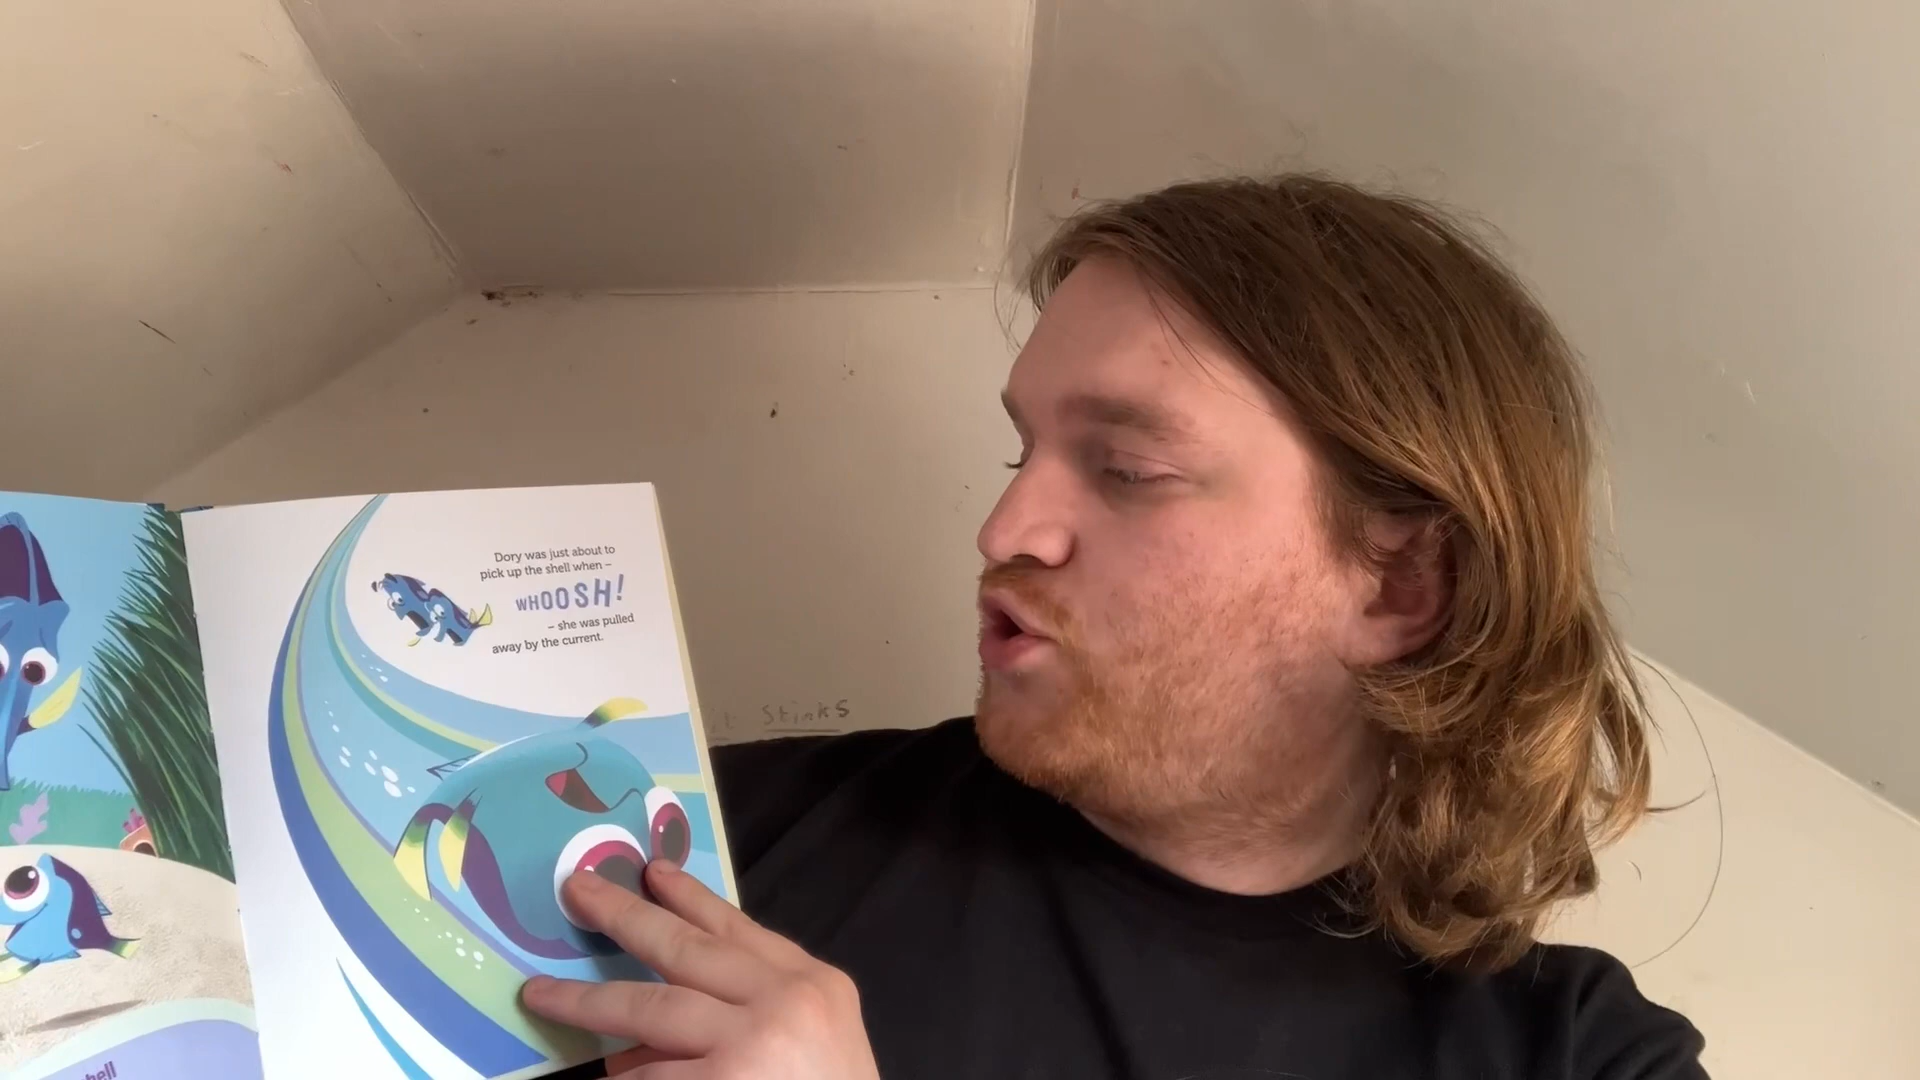 Dory was just about to
pick up the shell when –
WHOOSH!
– she was pulled
away by the current.
Stinks